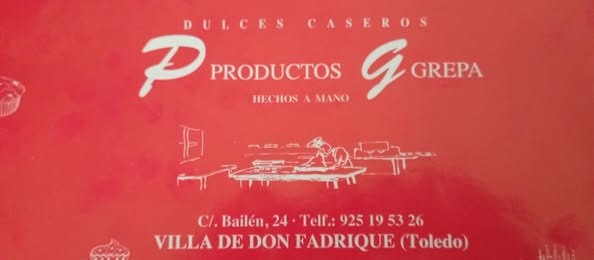 DULCES CASEROS
P PRODUCTOS G GREPA
HECHOS A MANO
C/. Bailén, 24 · Telf.: 925 19 53 26
VILLA DE DON FADRIQUE (Toledo)